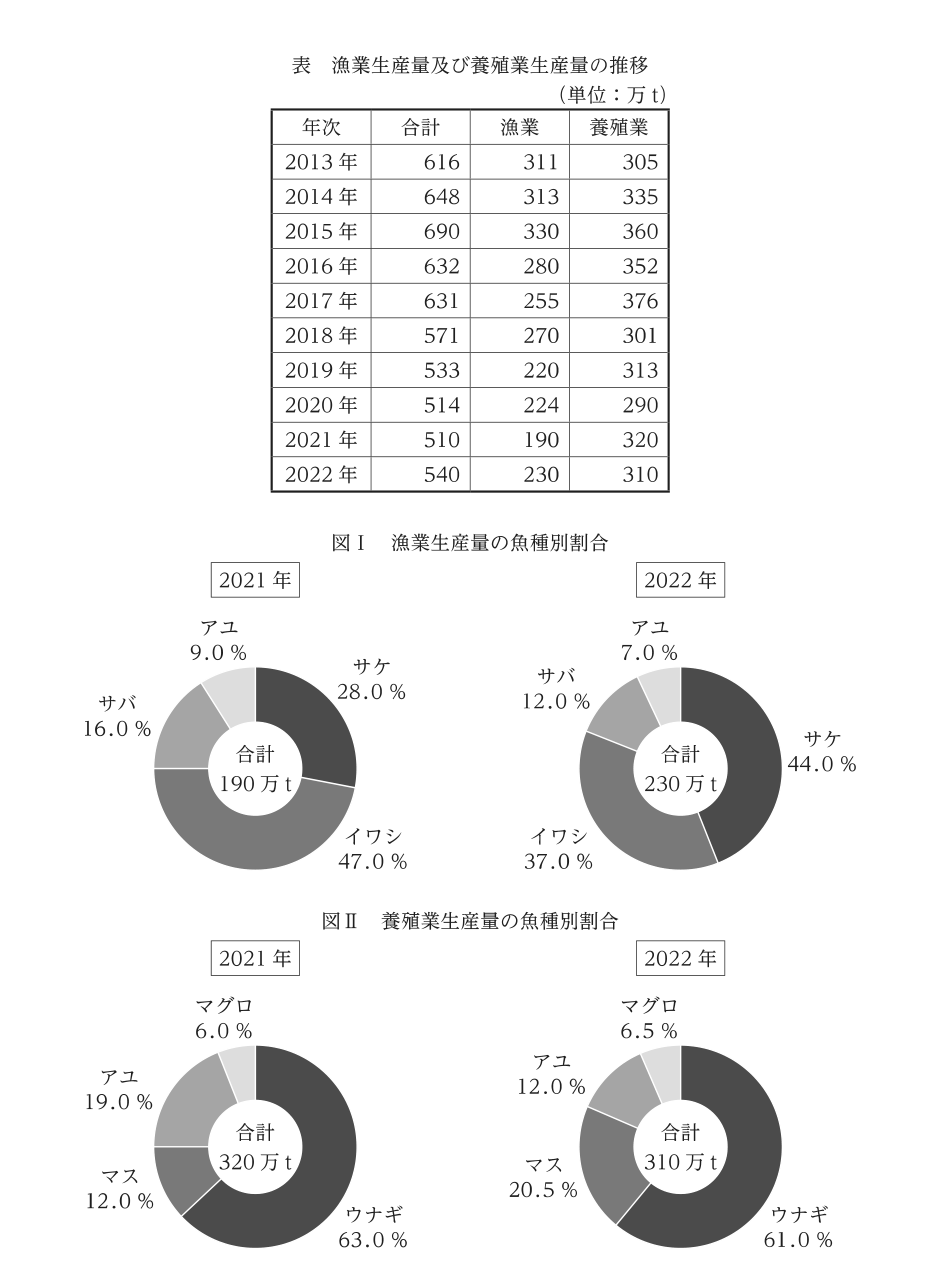 表　漁業生産量及び養殖業生産量の推移
（単位：万 t）
年次 合計 漁業 養殖業
2013 年 616 311 305
2014 年 648 313 335
2015 年 690 330 360
2016 年 632 280 352
2017 年 631 255 376
2018 年 571 270 301
2019 年 533 220 313
2020 年 514 224 290
2021 年 510 190 320
2022 年 540 230 310
図Ⅰ　漁業生産量の魚種別割合
2021 年
アユ
9.0 %
サケ
28.0 %
サバ
16.0 %
合計
190 万 t
イワシ
47.0 %
2022 年
アユ
7.0 %
サバ
12.0 %
サケ
44.0 %
合計
230 万 t
イワシ
37.0 %
図Ⅱ　養殖業生産量の魚種別割合
2021 年
マグロ
6.0 %
アユ
19.0 %
合計
320 万 t
マス
12.0 %
ウナギ
63.0 %
2022 年
マグロ
6.5 %
アユ
12.0 %
合計
310 万 t
マス
20.5 %
ウナギ
61.0 %